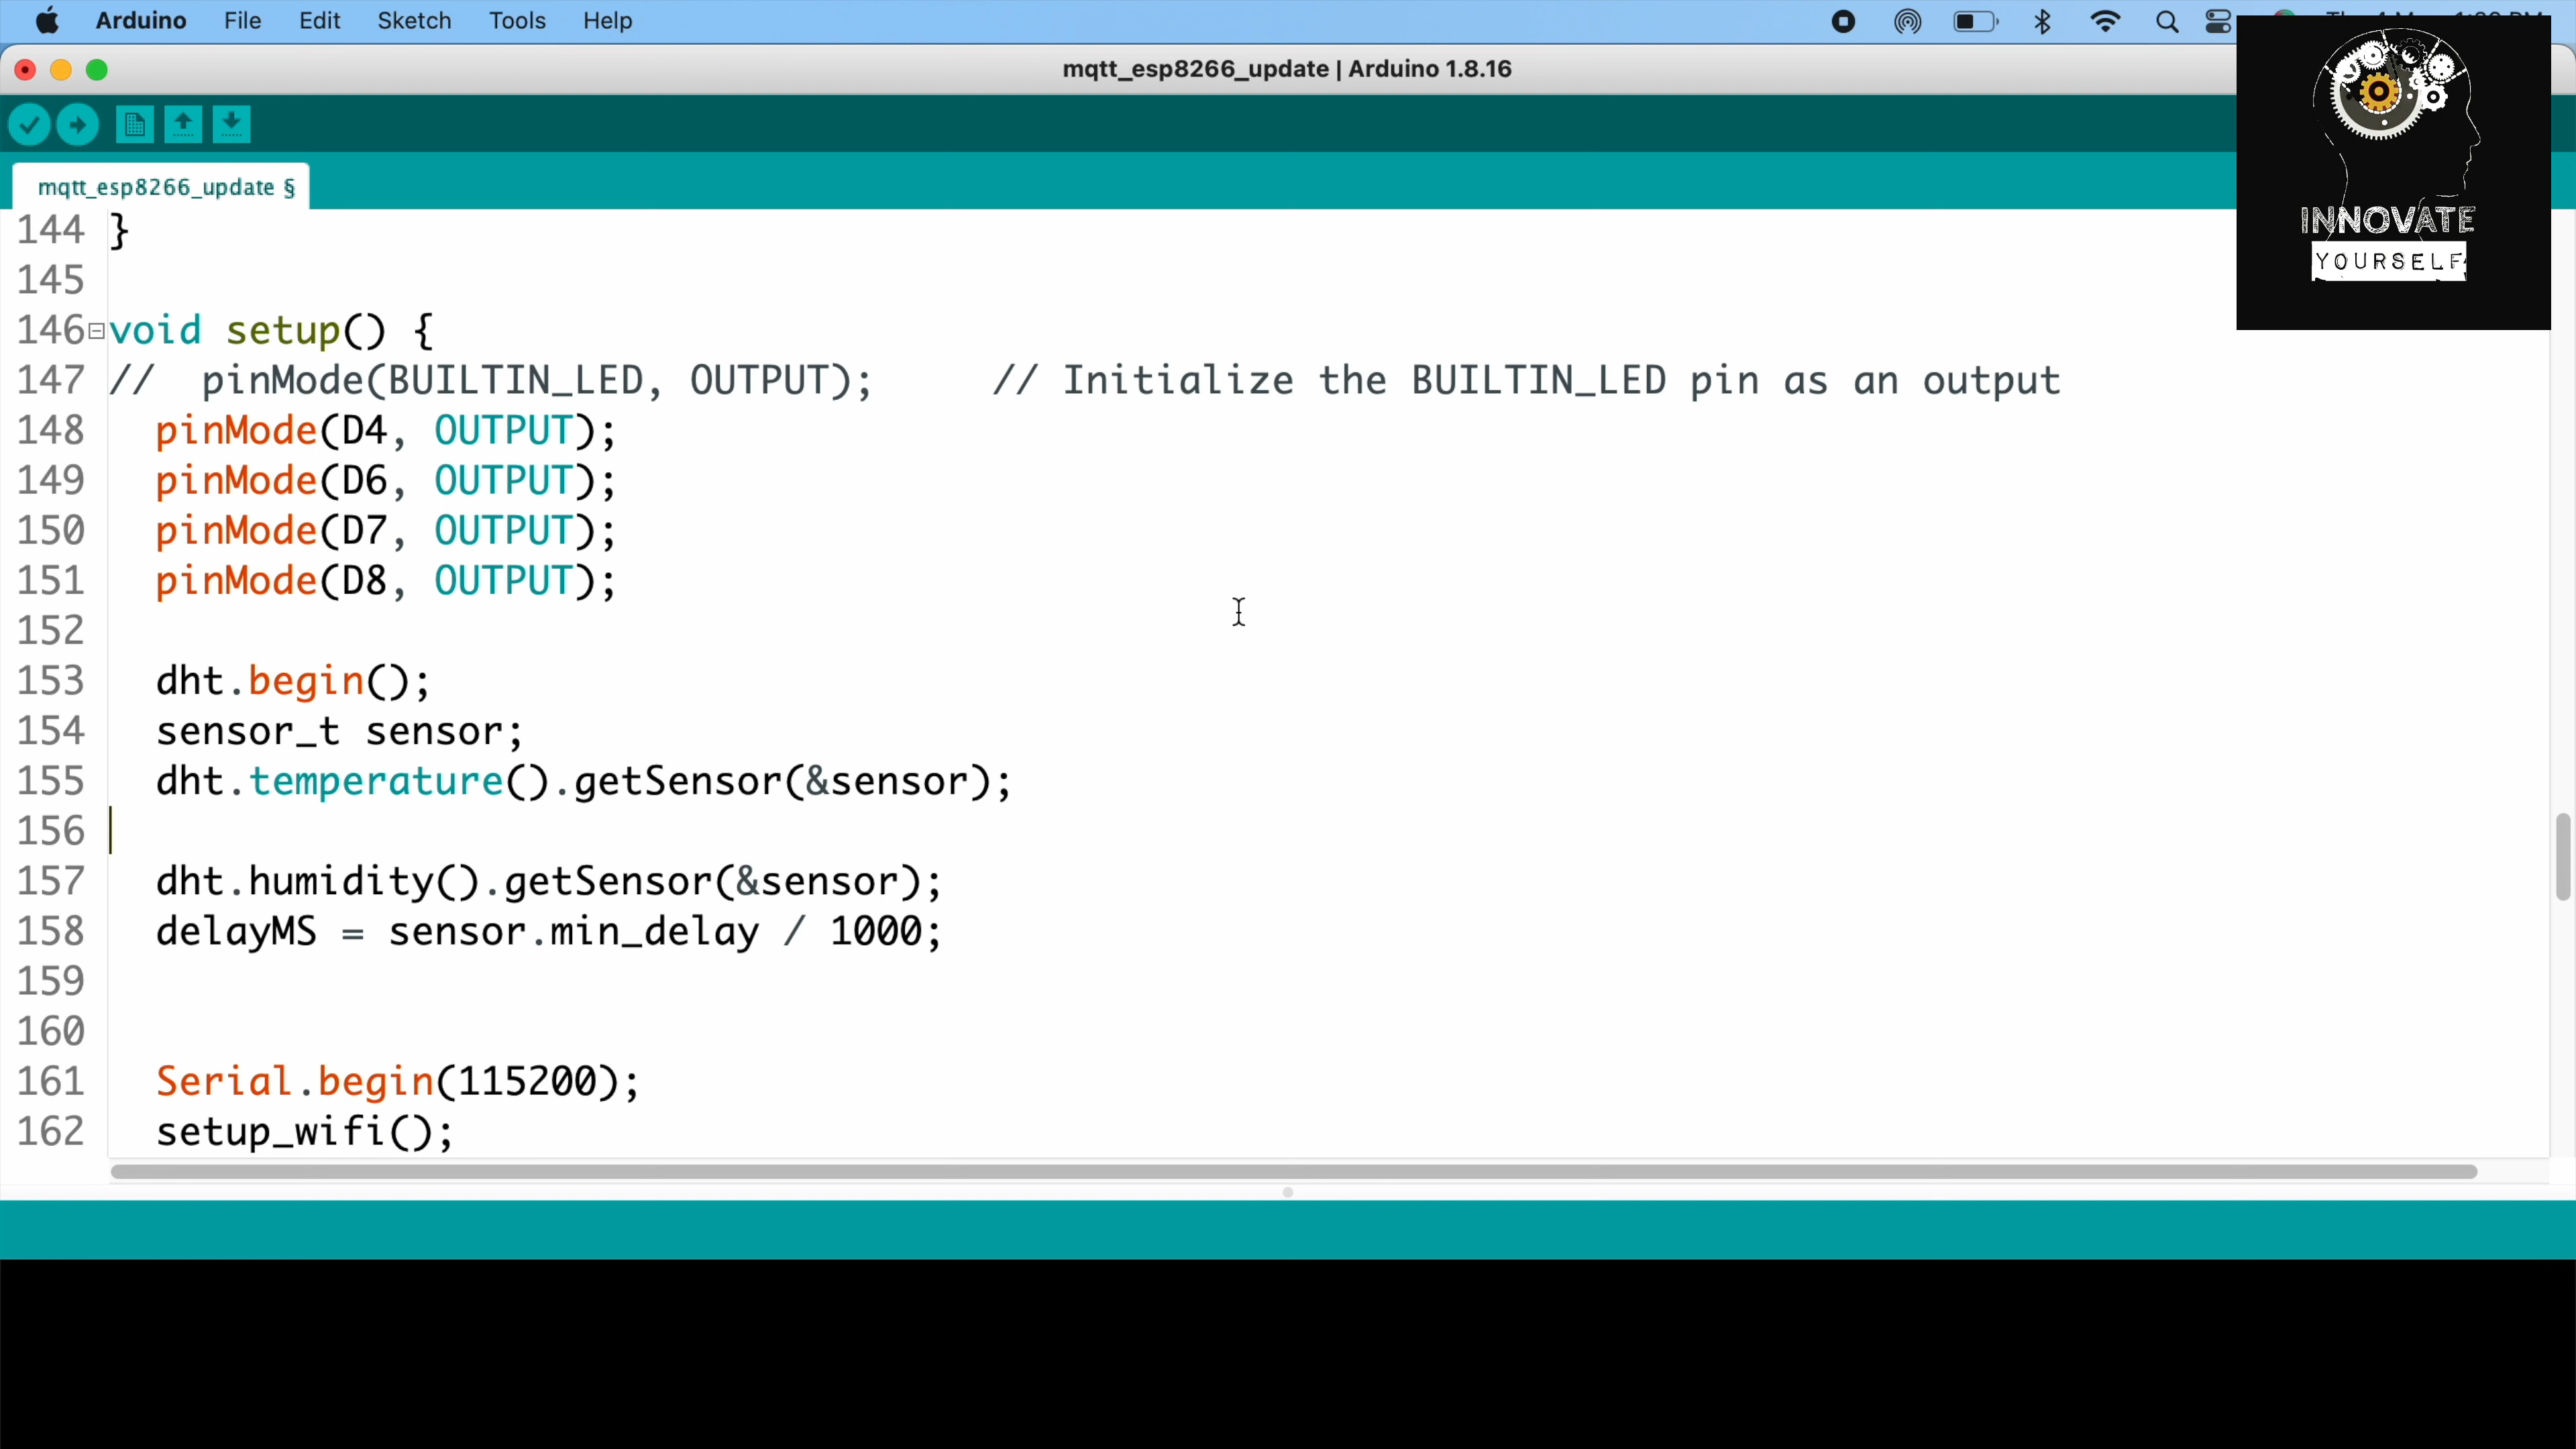 Arduino File Edit Sketch Tools Help
mqtt_esp8266_update | Arduino 1.8.16
INNOVATE
YOURSELF
mqtt_esp8266_update §
144 }
145
146 void setup() {
147 //  pinMode(BUILTIN_LED, OUTPUT);     // Initialize the BUILTIN_LED pin as an output
148   pinMode(D4, OUTPUT);
149   pinMode(D6, OUTPUT);
150   pinMode(D7, OUTPUT);
151   pinMode(D8, OUTPUT);
152
153   dht.begin();
154   sensor_t sensor;
155   dht.temperature().getSensor(&sensor);
156
157   dht.humidity().getSensor(&sensor);
158   delayMS = sensor.min_delay / 1000;
159
160
161   Serial.begin(115200);
162   setup_wifi();